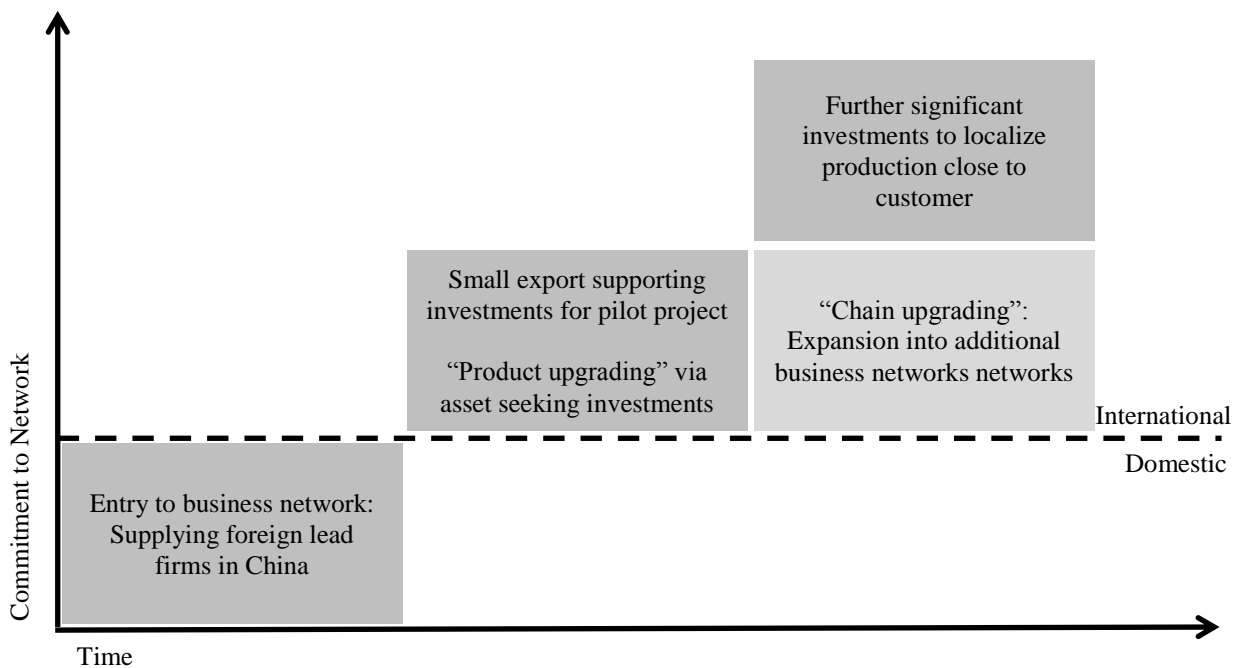 Further significant
investments to localize
production close to
customer
Small export supporting
investments for pilot project
“Product upgrading” via
asset seeking investments
“Chain upgrading”:
Expansion into additional
business networks networks
International
Domestic
Entry to business network:
Supplying foreign lead
firms in China
Commitment to Network
Time